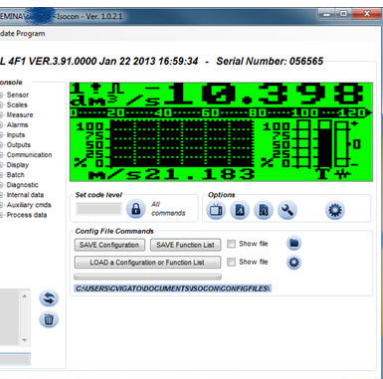 Isocon - Ver. 1.0.2.1
date Program
L 4F1 VER.3.91.0000 Jan 22 2013 16:59:34 - Serial Number: 056565
onsole
Sensor
Scales
Measure
Alarms
Inputs
Outputs
Communication
Display
Batch
Diagnostic
Internal data
Auxiliary cmds
Process data
dm³/s-10.398
0 20 40 60 80 100 120
100
75
50
25
% 0
100
75
50
25
% 0
m/s21.183
T
Set code level
All commands
Options
Config File Commands
SAVE Configuration SAVE Function List Show file
LOAD a Configuration or Function List Show file
C:\USERS\CVIGATO\DOCUMENTS\ISOCON\CONFIGFILES\